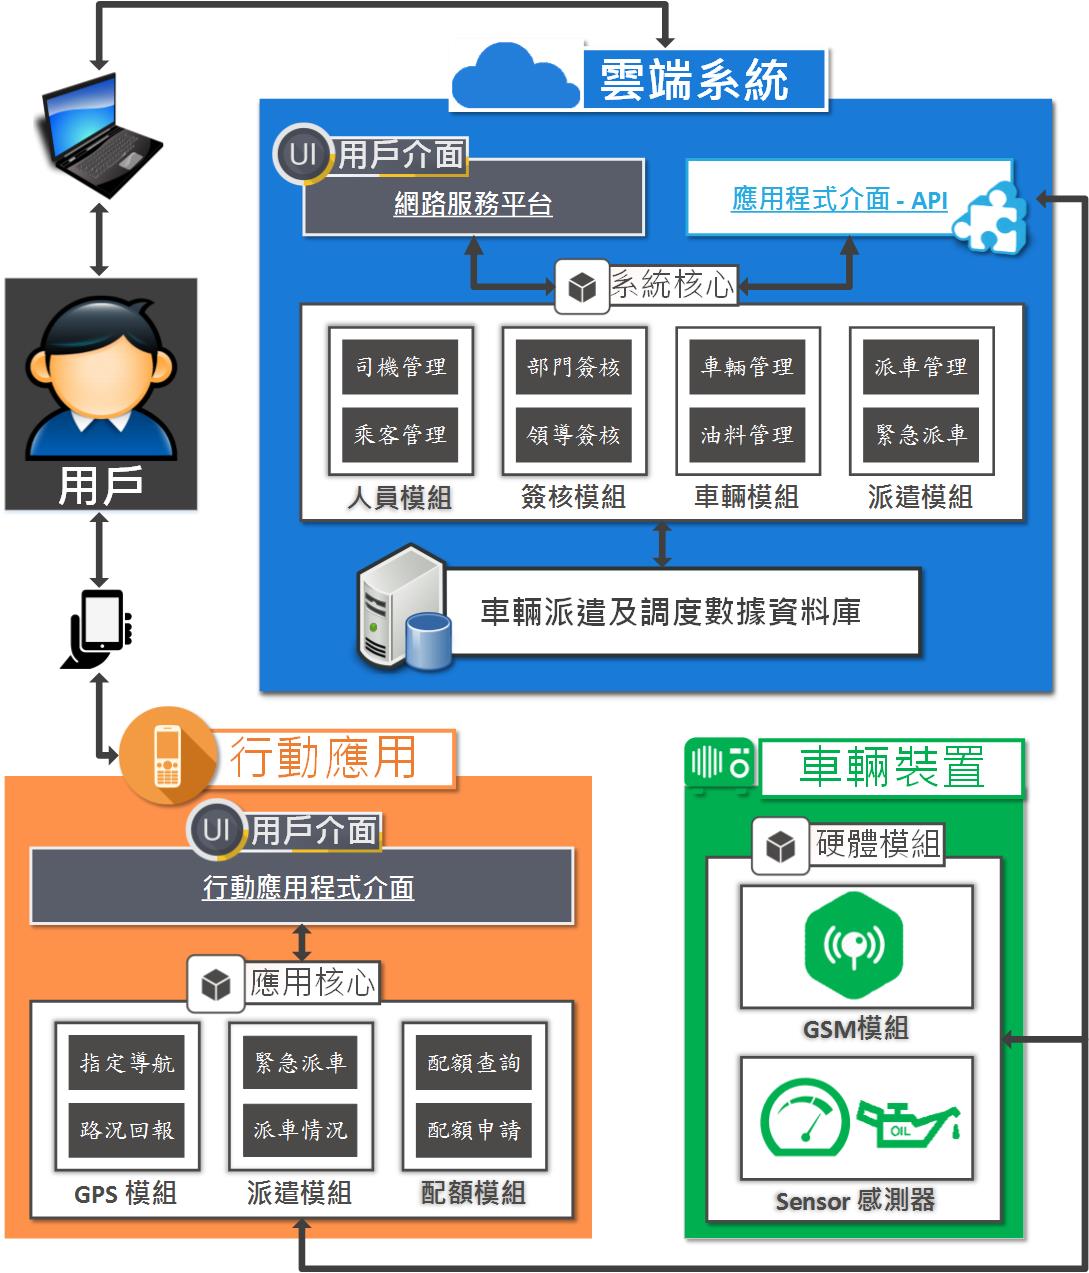 雲端系統
UI 用戶介面
網路服務平台
應用程式介面 - API
系統核心
司機管理
部門簽核
車輛管理
派車管理
乘客管理
領導簽核
油料管理
緊急派車
人員模組
簽核模組
車輛模組
派遣模組
車輛派遣及調度數據資料庫
用戶
行動應用
UI 用戶介面
行動應用程式介面
應用核心
指定導航
緊急派車
配額查詢
路況回報
派車情況
配額申請
GPS 模組
派遣模組
配額模組
車輛裝置
硬體模組
GSM模組
OIL
Sensor 感測器